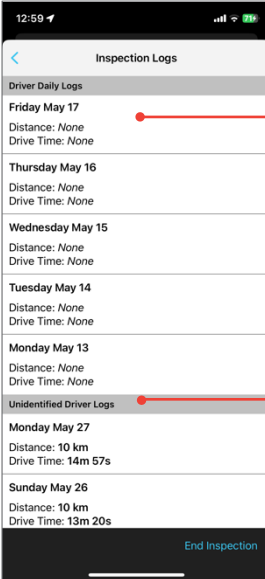 12:59
71
Inspection Logs
Driver Daily Logs
Friday May 17
Distance: None
Drive Time: None
Thursday May 16
Distance: None
Drive Time: None
Wednesday May 15
Distance: None
Drive Time: None
Tuesday May 14
Distance: None
Drive Time: None
Monday May 13
Distance: None
Drive Time: None
Unidentified Driver Logs
Monday May 27
Distance: 10 km
Drive Time: 14m 57s
Sunday May 26
Distance: 10 km
Drive Time: 13m 20s
End Inspection